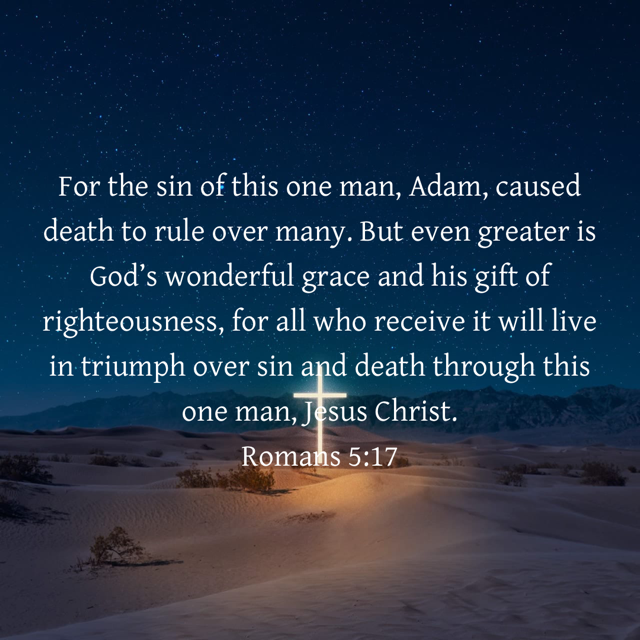 For the sin of this one man, Adam, caused
death to rule over many. But even greater is
God’s wonderful grace and his gift of
righteousness, for all who receive it will live
in triumph over sin and death through this
one man, Jesus Christ.
Romans 5:17